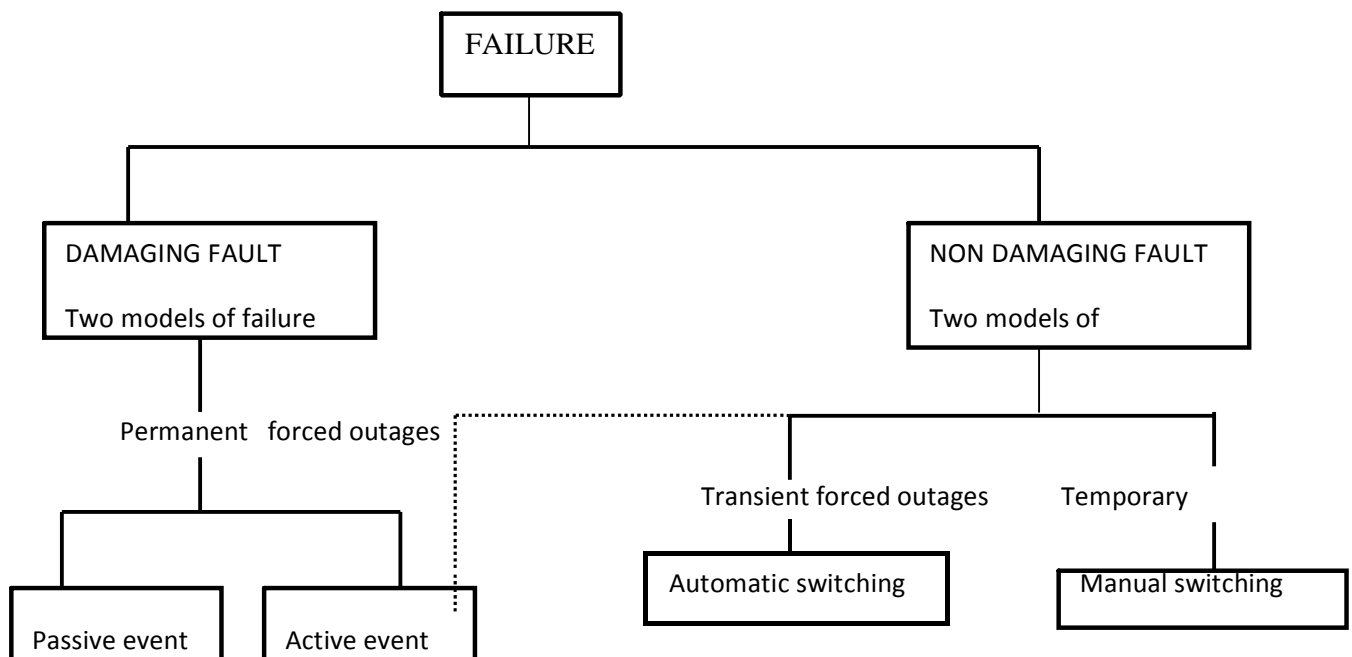 FAILURE
DAMAGING FAULT
Two models of failure
NON DAMAGING FAULT
Two models of
Permanent forced outages
Transient forced outages
Temporary
Automatic switching
Manual switching
Passive event
Active event